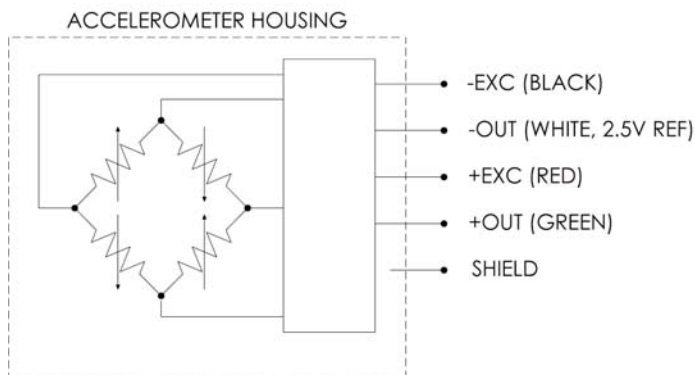 ACCELEROMETER HOUSING
-EXC (BLACK)
-OUT (WHITE, 2.5V REF)
+EXC (RED)
+OUT (GREEN)
SHIELD